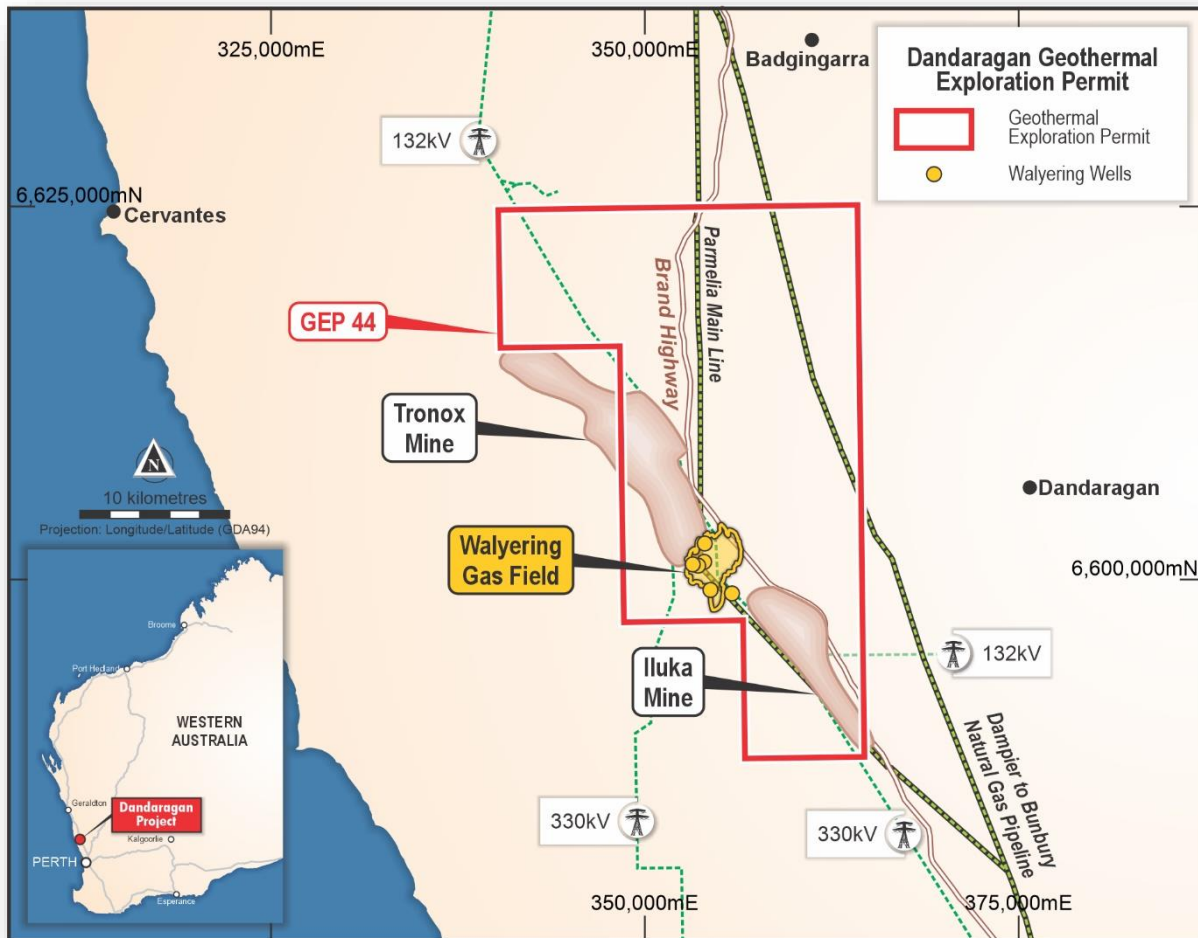 325,000mE
350,000mE
Badgingarra
Dandaragan Geothermal
Exploration Permit
Geothermal
Exploration Permit
Walyering Wells
132kV
6,625,000mN
Cervantes
Parmelia Main Line
Brand Highway
GEP 44
Tronox
Mine
N
10 kilometres
Projection: Longitude/Latitude (GDA94)
Dandaragan
Walyering
Gas Field
6,600,000mN
Iluka
Mine
132kV
Dampier to Bunbury
Natural Gas Pipeline
330kV
330kV
350,000mE
375,000mE
Broome
Port Hedland
WESTERN
AUSTRALIA
Geraldton
Dandaragan
Project
Kalgoorlie
PERTH
Esperance